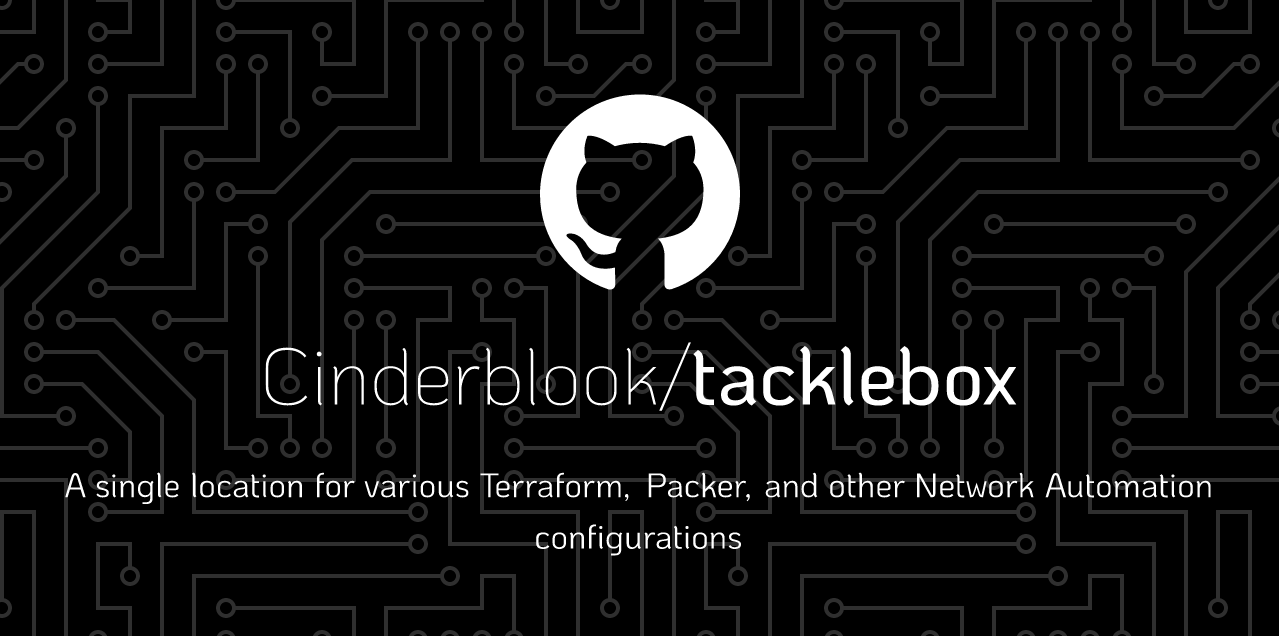 Cinderblook/tacklebox
A single location for various Terraform, Packer, and other Network Automation
configurations